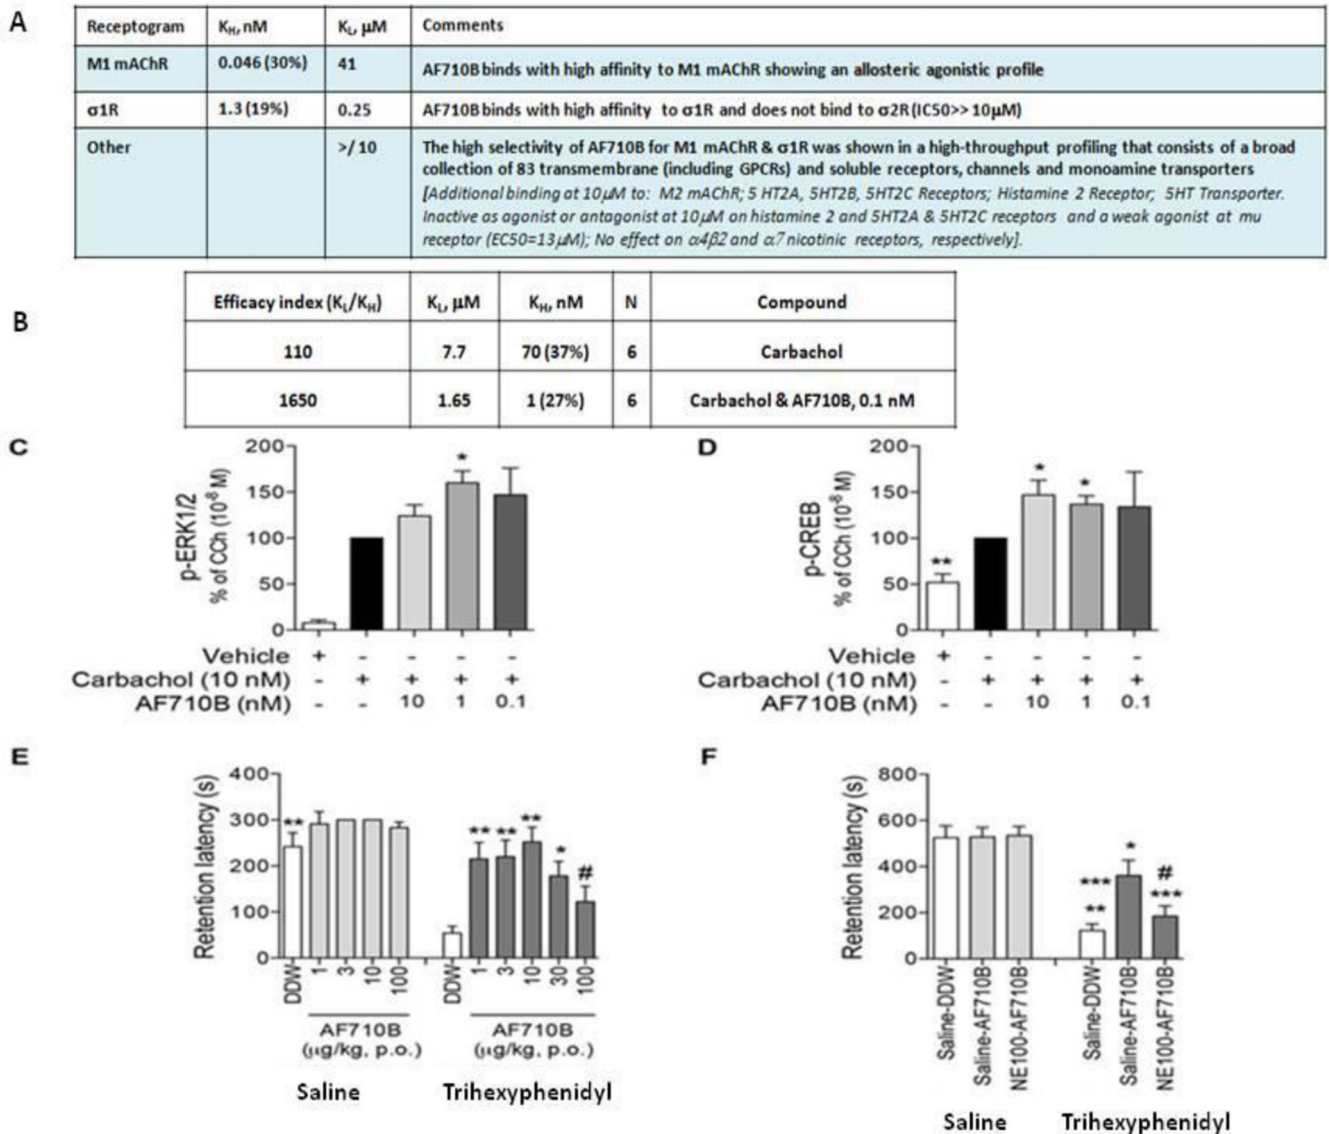 A
Receptogram K_H, nM K_L, µM Comments
M1 mAChR 0.046 (30%) 41 AF710B binds with high affinity to M1 mAChR showing an allosteric agonistic profile
σ1R 1.3 (19%) 0.25 AF710B binds with high affinity to σ1R and does not bind to σ2R(IC50>> 10µM)
Other >/ 10 The high selectivity of AF710B for M1 mAChR & σ1R was shown in a high-throughput profiling that consists of a broad
collection of 83 transmembrane (including GPCRs) and soluble receptors, channels and monoamine transporters
[Additional binding at 10µM to: M2 mAChR; 5 HT2A, 5HT2B, 5HT2C Receptors; Histamine 2 Receptor; 5HT Transporter.
Inactive as agonist or antagonist at 10µM on histamine 2 and 5HT2A & 5HT2C receptors and a weak agonist at mu
receptor (EC50=13µM); No effect on α4β2 and α7 nicotinic receptors, respectively].
B
Efficacy index (K_L/K_H) K_L, µM K_H, nM N Compound
110 7.7 70 (37%) 6 Carbachol
1650 1.65 1 (27%) 6 Carbachol & AF710B, 0.1 nM
C
p-ERK1/2
% of CCh (10⁻⁸ M)
200
150
100
50
0
*
Vehicle + - - - -
Carbachol (10 nM) - + + + +
AF710B (nM) - - 10 1 0.1
D
p-CREB
% of CCh (10⁻⁸ M)
200
150
100
50
0
** * *
Vehicle + - - - -
Carbachol (10 nM) - + + + +
AF710B (nM) - - 10 1 0.1
E
Retention latency (s)
400
300
200
100
0
** ** ** ** * #
DDW 1 3 10 100 DDW 1 3 10 30 100
AF710B AF710B
(µg/kg, p.o.) (µg/kg, p.o.)
Saline Trihexyphenidyl
F
Retention latency (s)
800
600
400
200
0
*** * #
** ***
Saline-DDW
Saline-AF710B
NE100-AF710B
Saline-DDW
Saline-AF710B
NE100-AF710B
Saline Trihexyphenidyl